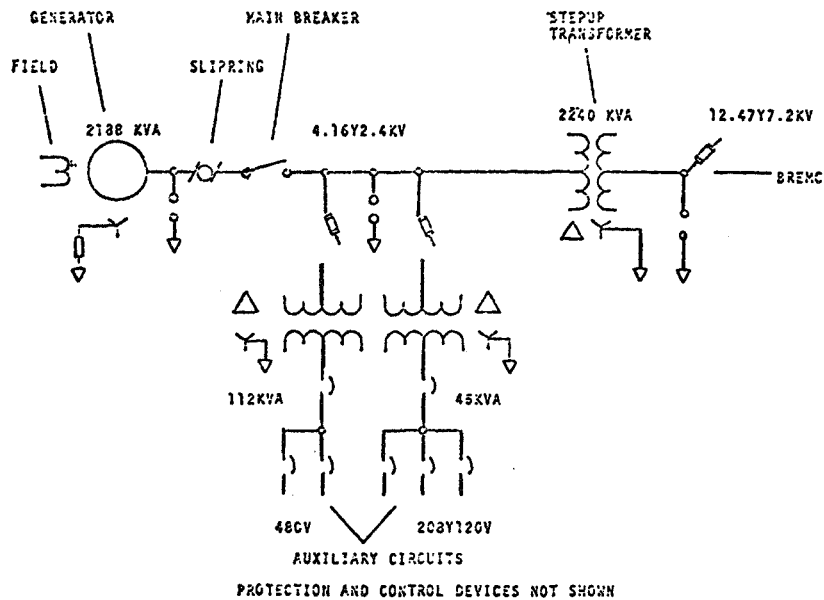 GENERATOR
MAIN BREAKER
STEPUP
TRANSFORMER
FIELD
SLIPRING
2188 KVA
4.16Y2.4KV
2240 KVA
12.47Y7.2KV
BREMC
112KVA
45KVA
480V
208Y120V
AUXILIARY CIRCUITS
PROTECTION AND CONTROL DEVICES NOT SHOWN